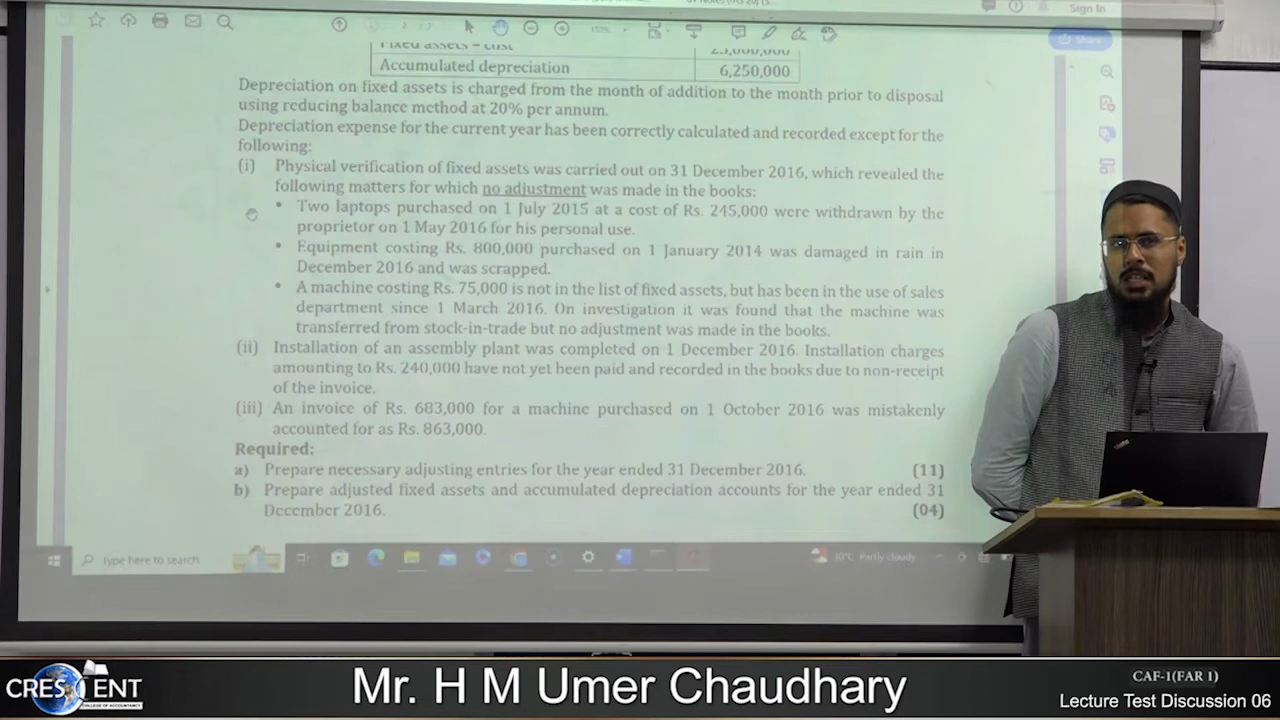 Sign In
150%
Share
Fixed assets – cost 25,000,000
Accumulated depreciation 6,250,000
Depreciation on fixed assets is charged from the month of addition to the month prior to disposal
using reducing balance method at 20% per annum.
Depreciation expense for the current year has been correctly calculated and recorded except for the
following:
(i) Physical verification of fixed assets was carried out on 31 December 2016, which revealed the
following matters for which no adjustment was made in the books:
• Two laptops purchased on 1 July 2015 at a cost of Rs. 245,000 were withdrawn by the
proprietor on 1 May 2016 for his personal use.
• Equipment costing Rs. 800,000 purchased on 1 January 2014 was damaged in rain in
December 2016 and was scrapped.
• A machine costing Rs. 75,000 is not in the list of fixed assets, but has been in the use of sales
department since 1 March 2016. On investigation it was found that the machine was
transferred from stock-in-trade but no adjustment was made in the books.
(ii) Installation of an assembly plant was completed on 1 December 2016. Installation charges
amounting to Rs. 240,000 have not yet been paid and recorded in the books due to non-receipt
of the invoice.
(iii) An invoice of Rs. 683,000 for a machine purchased on 1 October 2016 was mistakenly
accounted for as Rs. 863,000.
Required:
a) Prepare necessary adjusting entries for the year ended 31 December 2016. (11)
b) Prepare adjusted fixed assets and accumulated depreciation accounts for the year ended 31
December 2016. (04)
Type here to search
10°C Partly cloudy
CRESCENT
COLLEGE OF ACCOUNTANCY
Mr. H M Umer Chaudhary
CAF-1(FAR 1)
Lecture Test Discussion 06